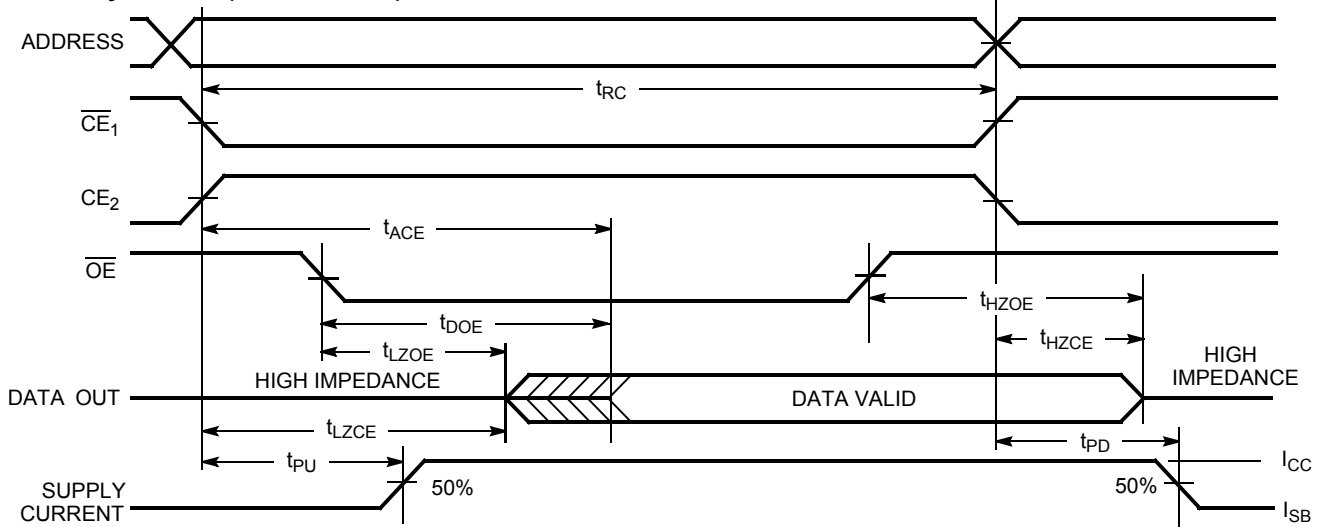 ADDRESS
tRC
CE1
CE2
tACE
OE
tHZOE
tDOE
tLZOE
tHZCE
HIGH IMPEDANCE
HIGH
IMPEDANCE
DATA OUT
DATA VALID
tLZCE
tPD
tPU
ICC
50%
50%
SUPPLY
CURRENT
ISB